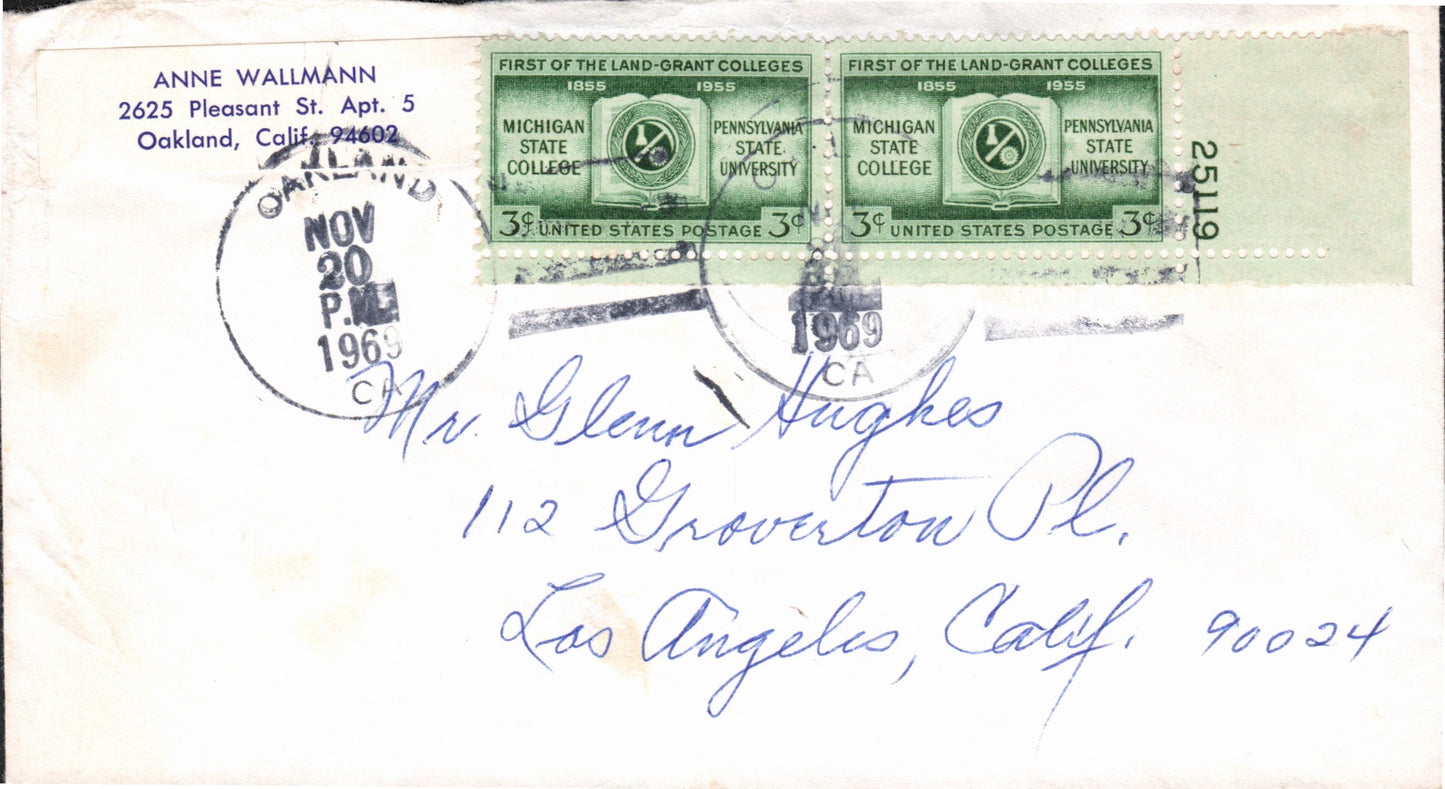 ANNE WALLMANN
2625 Pleasant St. Apt. 5
Oakland, Calif. 94602
FIRST OF THE LAND-GRANT COLLEGES
1855 1955
MICHIGAN STATE COLLEGE
PENNSYLVANIA STATE UNIVERSITY
3¢ UNITED STATES POSTAGE 3¢
FIRST OF THE LAND-GRANT COLLEGES
1855 1955
MICHIGAN STATE COLLEGE
PENNSYLVANIA STATE UNIVERSITY
3¢ UNITED STATES POSTAGE 3¢
25119
OAKLAND
NOV
20
P.M.
1969
CA
1969
CA
Mr. Glenn Hughes
112 Groverton Pl.
Los Angeles, Calif. 90024